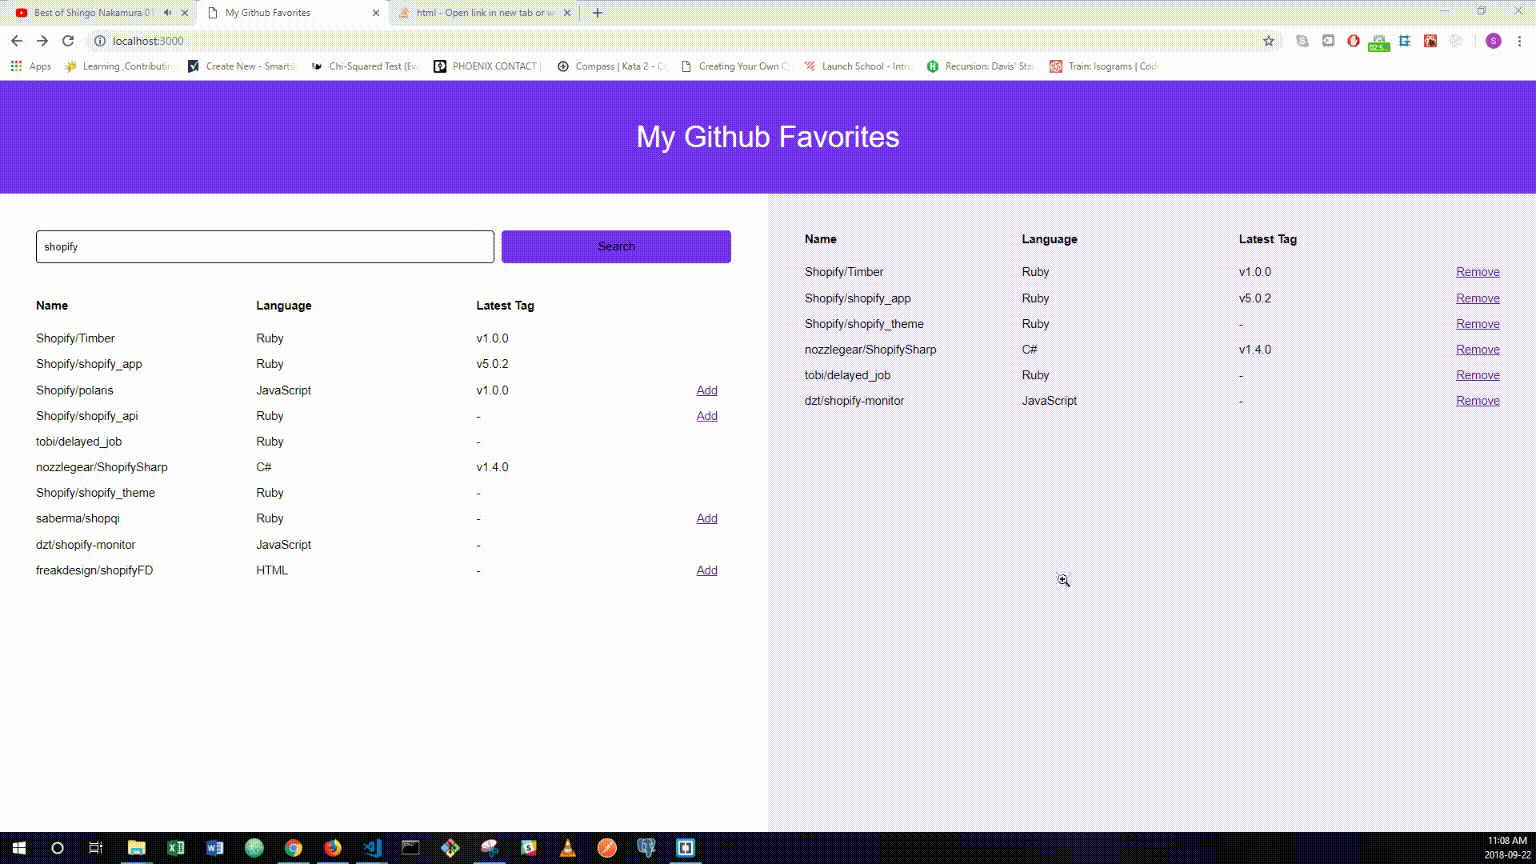 Best of Shingo Nakamura 01
My Github Favorites
html - Open link in new tab or w
localhost:3000
Apps
Learning ,Contributin
Create New - Smarts
Chi-Squared Test (Eva
PHOENIX CONTACT |
Compass | Kata 2 - C
Creating Your Own C
Launch School - Intro
Recursion: Davis' Sta
Train: Isograms | Cod
My Github Favorites
shopify
Search
Name Language Latest Tag
Shopify/Timber Ruby v1.0.0
Shopify/shopify_app Ruby v5.0.2
Shopify/polaris JavaScript v1.0.0 Add
Shopify/shopify_api Ruby - Add
tobi/delayed_job Ruby -
nozzlegear/ShopifySharp C# v1.4.0
Shopify/shopify_theme Ruby -
saberma/shopqi Ruby - Add
dzt/shopify-monitor JavaScript -
freakdesign/shopifyFD HTML - Add
Name Language Latest Tag
Shopify/Timber Ruby v1.0.0 Remove
Shopify/shopify_app Ruby v5.0.2 Remove
Shopify/shopify_theme Ruby - Remove
nozzlegear/ShopifySharp C# v1.4.0 Remove
tobi/delayed_job Ruby - Remove
dzt/shopify-monitor JavaScript - Remove
11:08 AM
2018-09-22